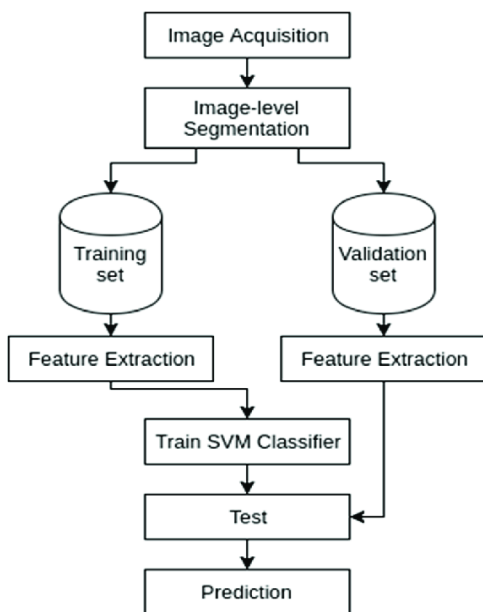 Image Acquisition
Image-level
Segmentation
Training
set
Validation
set
Feature Extraction
Feature Extraction
Train SVM Classifier
Test
Prediction